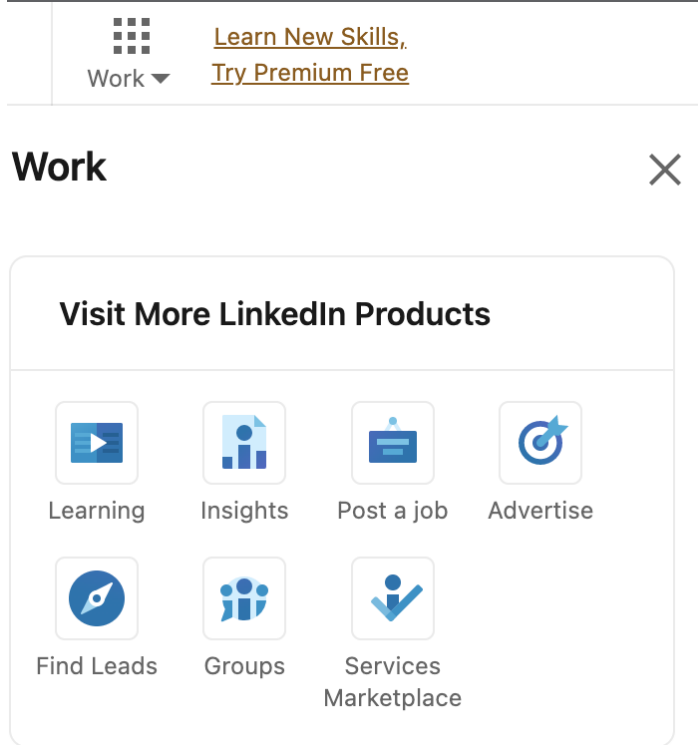 Learn New Skills,
Work
Try Premium Free
Work
Visit More LinkedIn Products
Learning
Insights
Post a job
Advertise
Find Leads
Groups
Services
Marketplace